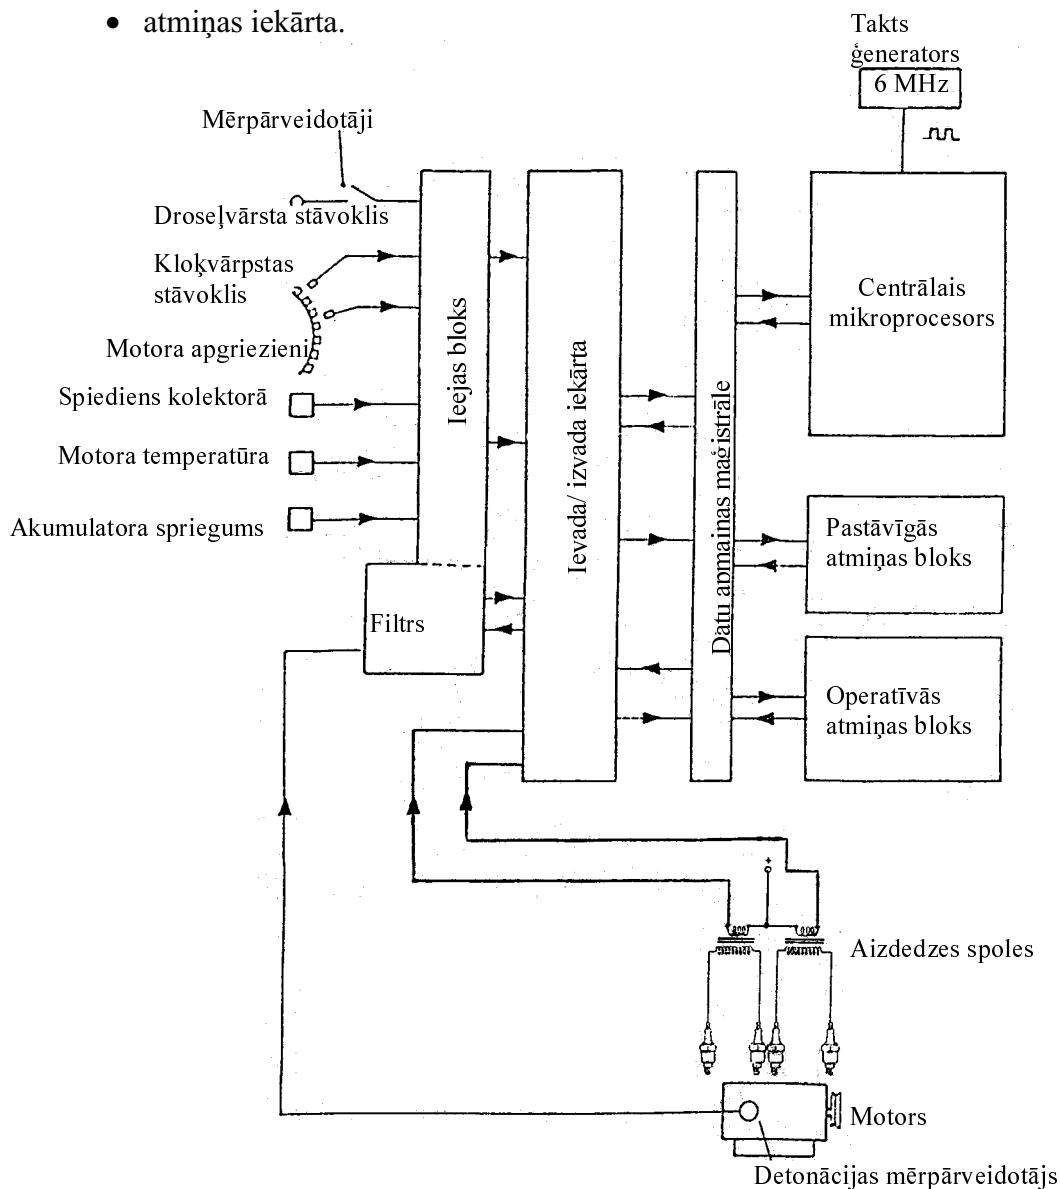 • atmiņas iekārta.
Takts
ģenerators
6 MHz
Mērpārveidotāji
Droseļvārsta stāvoklis
Kloķvārpstas
stāvoklis
Motora apgriezieni
Spiediens kolektorā
Motora temperatūra
Akumulatora spriegums
Ieejas bloks
Filtrs
Ievada/ izvada iekārta
Datu apmaiņas maģistrāle
Centrālais
mikroprocesors
Pastāvīgās
atmiņas bloks
Operatīvās
atmiņas bloks
+
Aizdedzes spoles
Motors
Detonācijas mērpārveidotājs